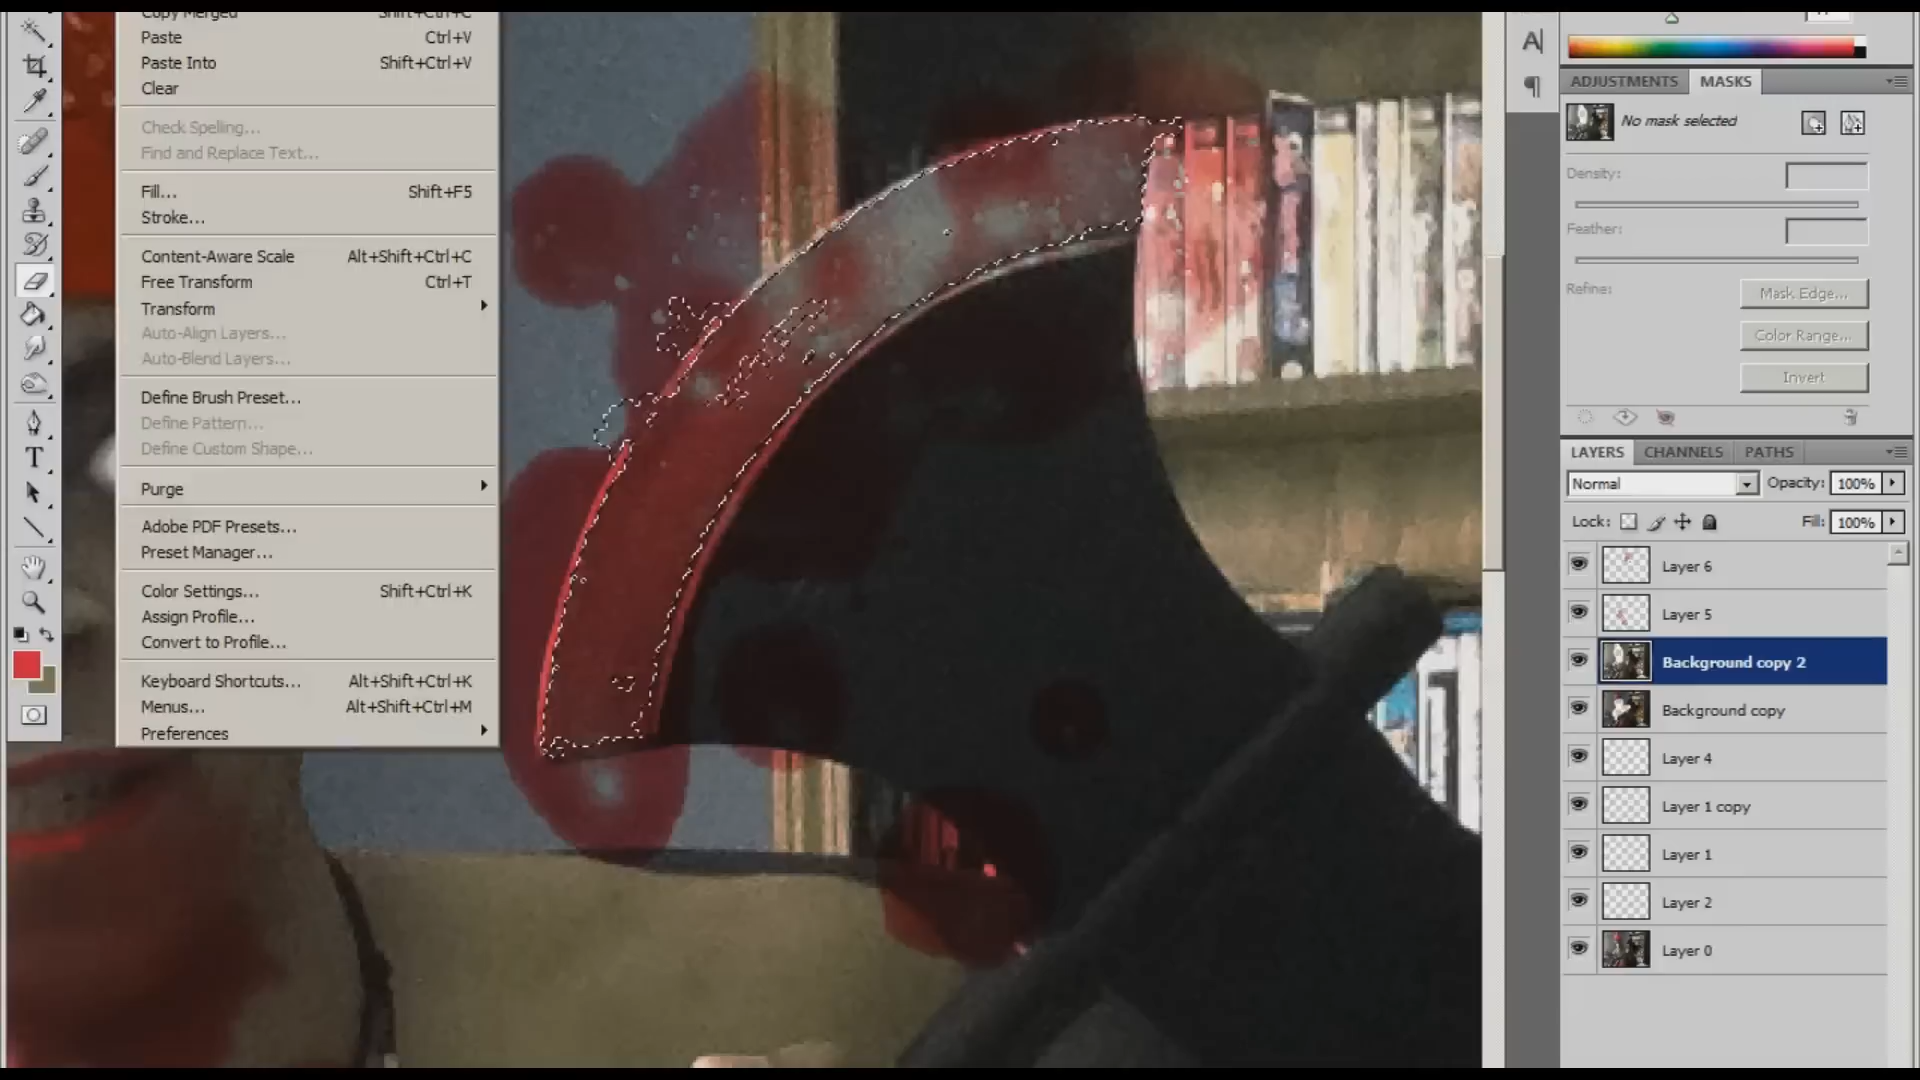 Copy Merged Shift+Ctrl+C
Paste Ctrl+V
Paste Into Shift+Ctrl+V
Clear
Check Spelling...
Find and Replace Text...
Fill... Shift+F5
Stroke...
Content-Aware Scale Alt+Shift+Ctrl+C
Free Transform Ctrl+T
Transform
Auto-Align Layers...
Auto-Blend Layers...
Define Brush Preset...
Define Pattern...
Define Custom Shape...
Purge
Adobe PDF Presets...
Preset Manager...
Color Settings... Shift+Ctrl+K
Assign Profile...
Convert to Profile...
Keyboard Shortcuts... Alt+Shift+Ctrl+K
Menus... Alt+Shift+Ctrl+M
Preferences
ADJUSTMENTS MASKS
No mask selected
Density:
Feather:
Refine: Mask Edge...
Color Range...
Invert
LAYERS CHANNELS PATHS
Normal Opacity: 100%
Lock: Fill: 100%
Layer 6
Layer 5
Background copy 2
Background copy
Layer 4
Layer 1 copy
Layer 1
Layer 2
Layer 0